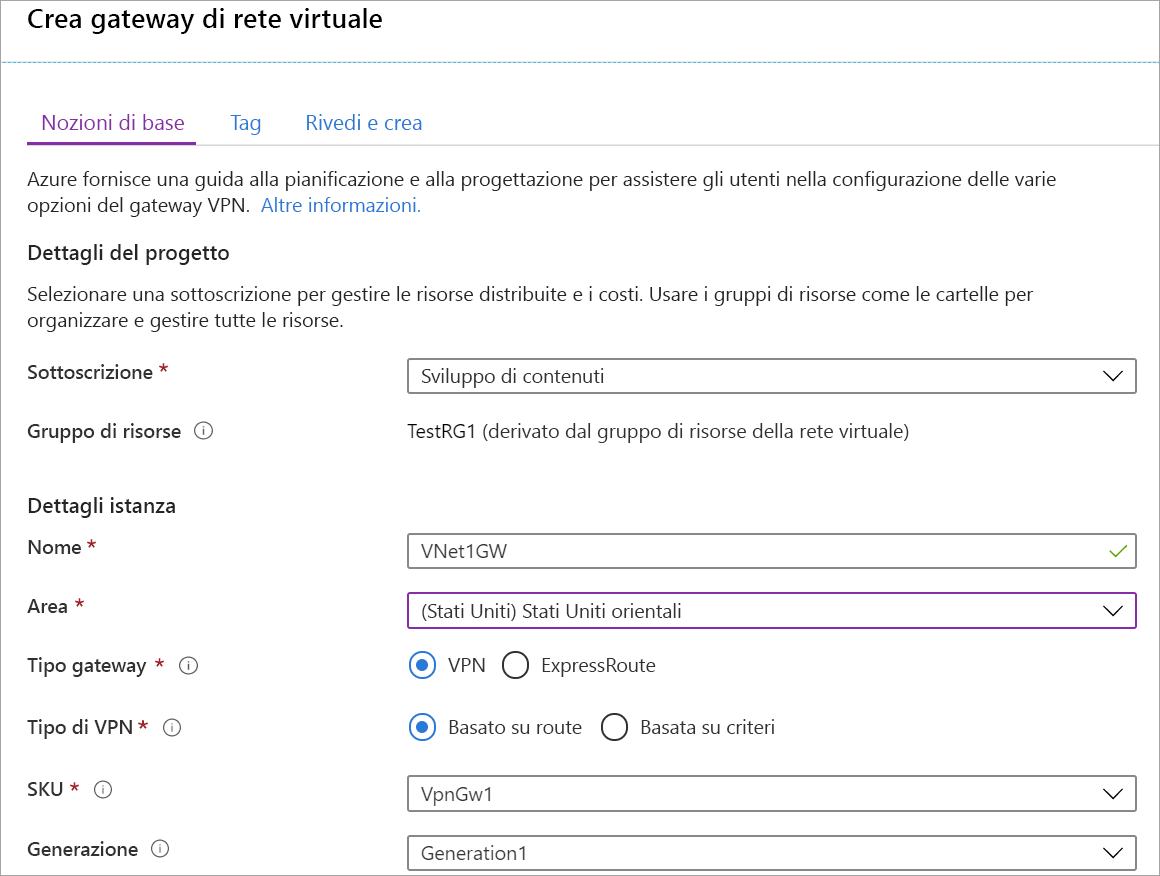 Crea gateway di rete virtuale
Nozioni di base Tag Rivedi e crea
Azure fornisce una guida alla pianificazione e alla progettazione per assistere gli utenti nella configurazione delle varie
opzioni del gateway VPN. Altre informazioni.
Dettagli del progetto
Selezionare una sottoscrizione per gestire le risorse distribuite e i costi. Usare i gruppi di risorse come le cartelle per
organizzare e gestire tutte le risorse.
Sottoscrizione * Sviluppo di contenuti
Gruppo di risorse TestRG1 (derivato dal gruppo di risorse della rete virtuale)
Dettagli istanza
Nome * VNet1GW
Area * (Stati Uniti) Stati Uniti orientali
Tipo gateway * VPN ExpressRoute
Tipo di VPN * Basato su route Basata su criteri
SKU * VpnGw1
Generazione Generation1